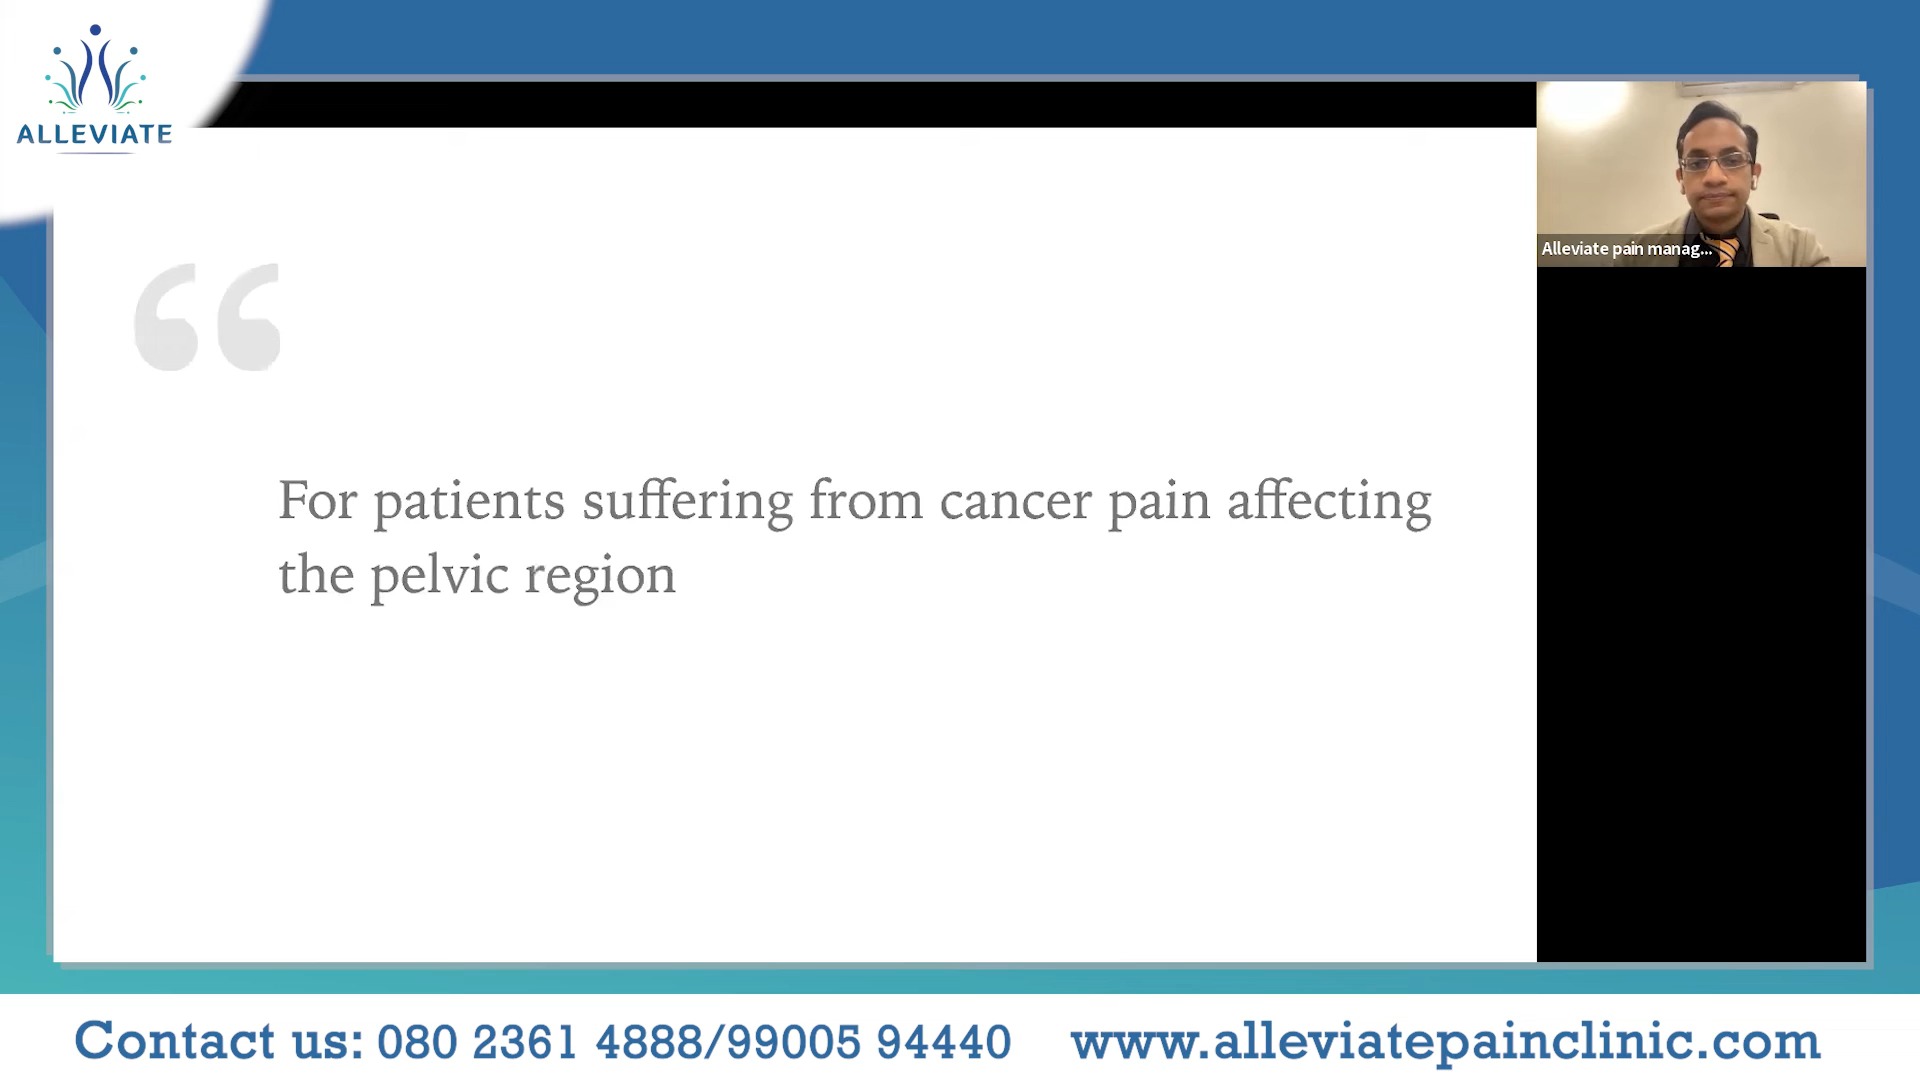 ALLEVIATE
Alleviate pain manag...
“
For patients suffering from cancer pain affecting
the pelvic region
Contact us: 080 2361 4888/99005 94440 www.alleviatepainclinic.com